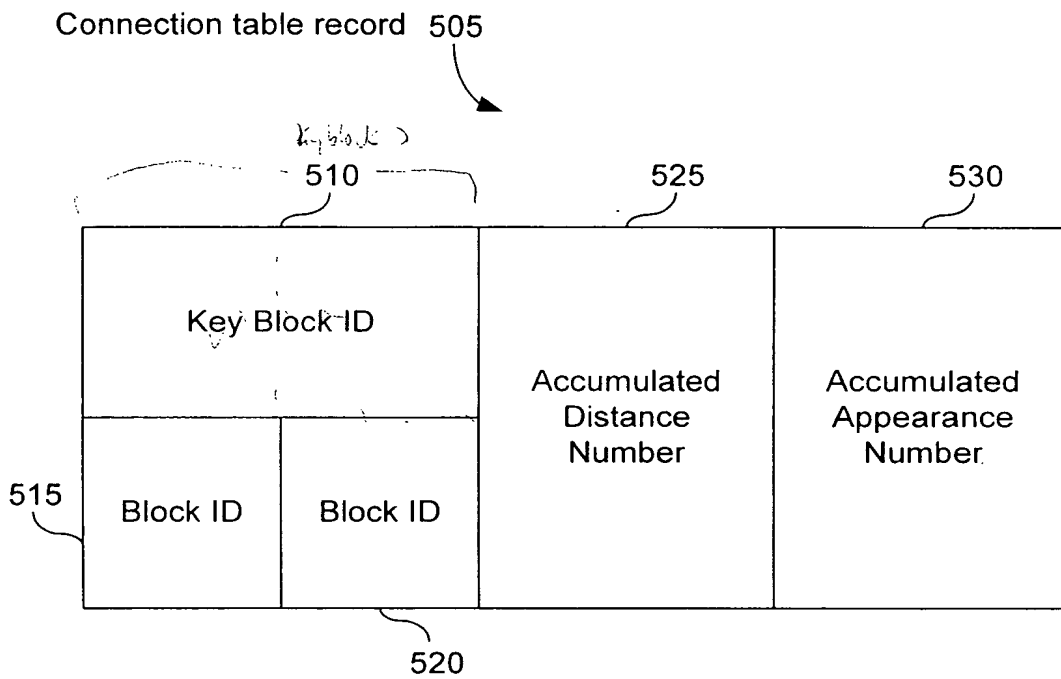 Connection table record 505
510
525
530
Key Block ID
Accumulated
Distance
Number
Accumulated
Appearance
Number
515
Block ID
Block ID
520